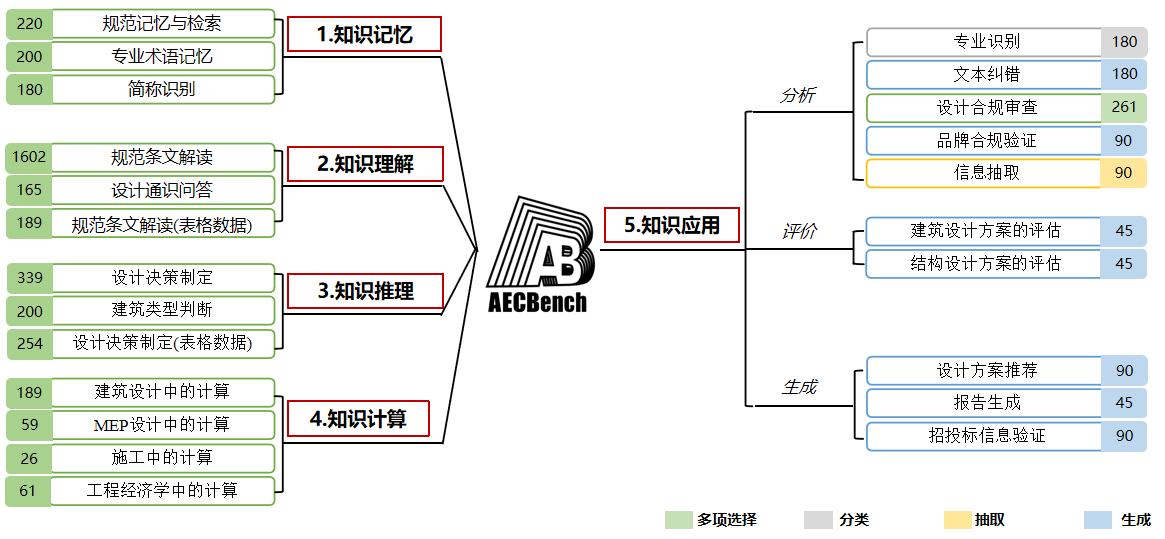 1.知识记忆
220 规范记忆与检索
200 专业术语记忆
180 简称识别
2.知识理解
1602 规范条文解读
165 设计通识问答
189 规范条文解读(表格数据)
3.知识推理
339 设计决策制定
200 建筑类型判断
254 设计决策制定(表格数据)
4.知识计算
189 建筑设计中的计算
59 MEP设计中的计算
26 施工中的计算
61 工程经济学中的计算
AB
AECBench
5.知识应用
分析
专业识别 180
文本纠错 180
设计合规审查 261
品牌合规验证 90
信息抽取 90
评价
建筑设计方案的评估 45
结构设计方案的评估 45
生成
设计方案推荐 90
报告生成 45
招投标信息验证 90
多项选择 分类 抽取 生成